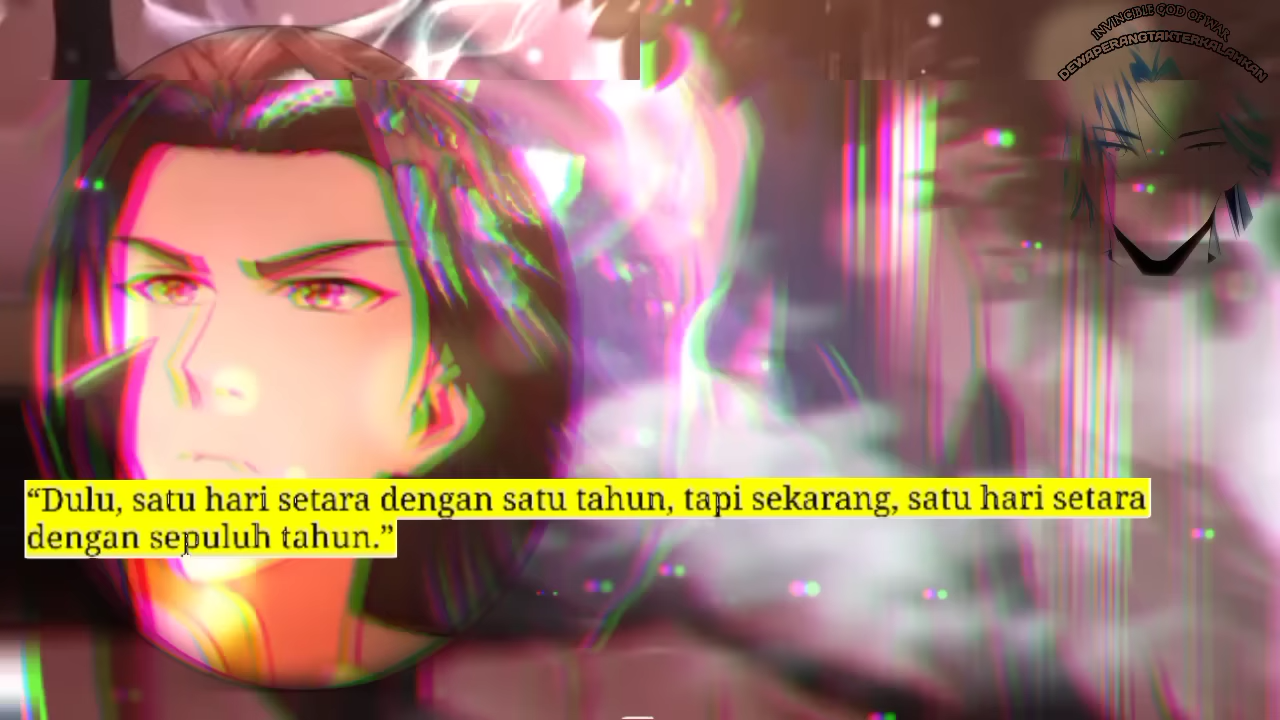 INVINCIBLE GOD OF WAR
DEWAPERANGTAKTERKALAHKAN
“Dulu, satu hari setara dengan satu tahun, tapi sekarang, satu hari setara
dengan sepuluh tahun.”